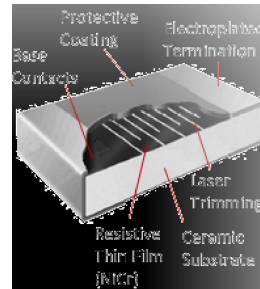 Protective
Coating
Electroplated
Termination
Base
Contacts
Laser
Trimming
Resistive
Thin Film
(NiCr)
Ceramic
Substrate